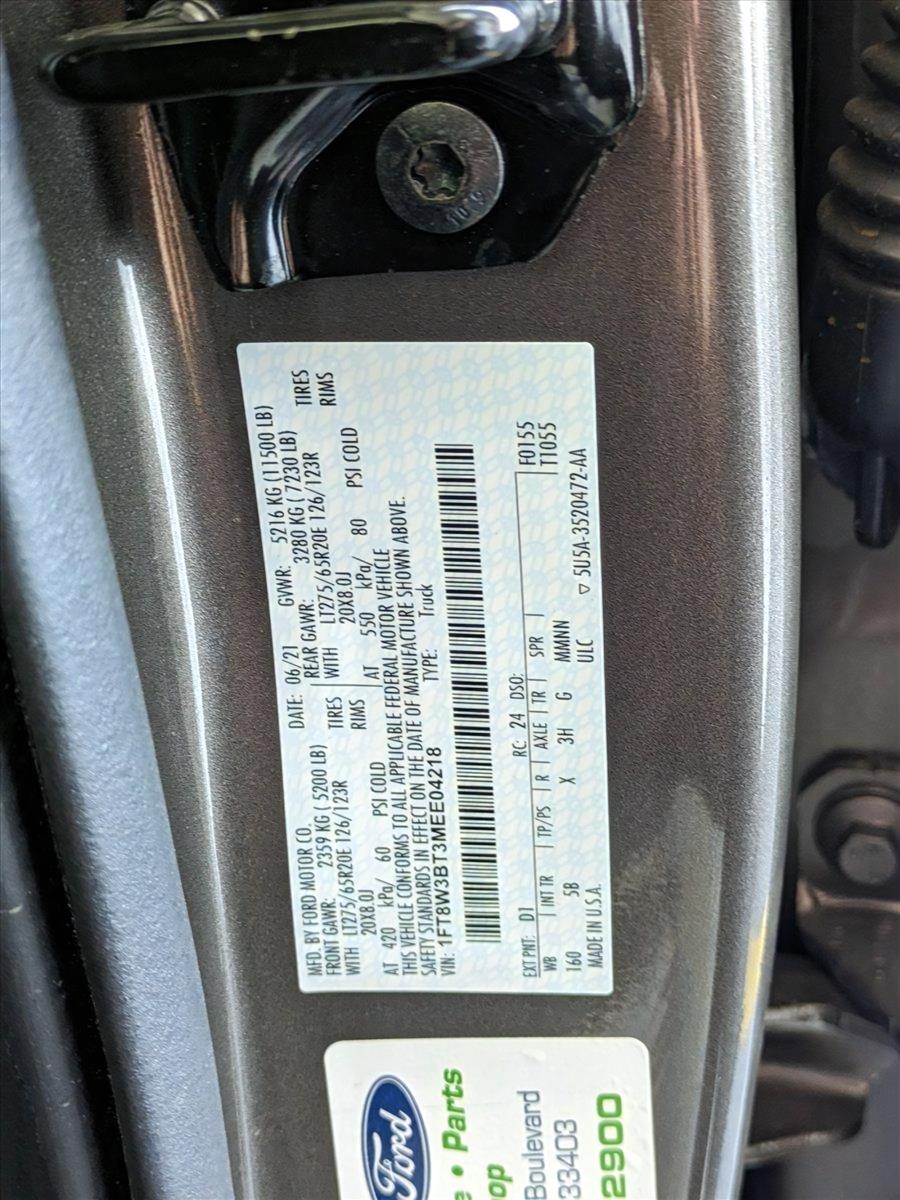 MFD. BY FORD MOTOR CO.
DATE: 06/21 GVWR: 5216 KG (11500 LB)
FRONT GAWR: 2359 KG ( 5200 LB) REAR GAWR: 3280 KG ( 7230 LB)
WITH LT275/65R20E 126/123R TIRES WITH LT275/65R20E 126/123R TIRES
20X8.0J RIMS 20X8.0J RIMS
AT 420 kPa/ 60 PSI COLD AT 550 kPa/ 80 PSI COLD
THIS VEHICLE CONFORMS TO ALL APPLICABLE FEDERAL MOTOR VEHICLE
SAFETY STANDARDS IN EFFECT ON THE DATE OF MANUFACTURE SHOWN ABOVE.
VIN: 1FT8W3BT3MEE04218 TYPE: Truck
EXT PNT: D1 RC: 24 DSO: F0155
WB INT TR TP/PS R AXLE TR SPR T1055
160 5B X 3H G MMNNN
MADE IN U.S.A. ULC ▽ 5U5A-3520472-AA
Ford
• Parts
Boulevard
33403
2900
10.9